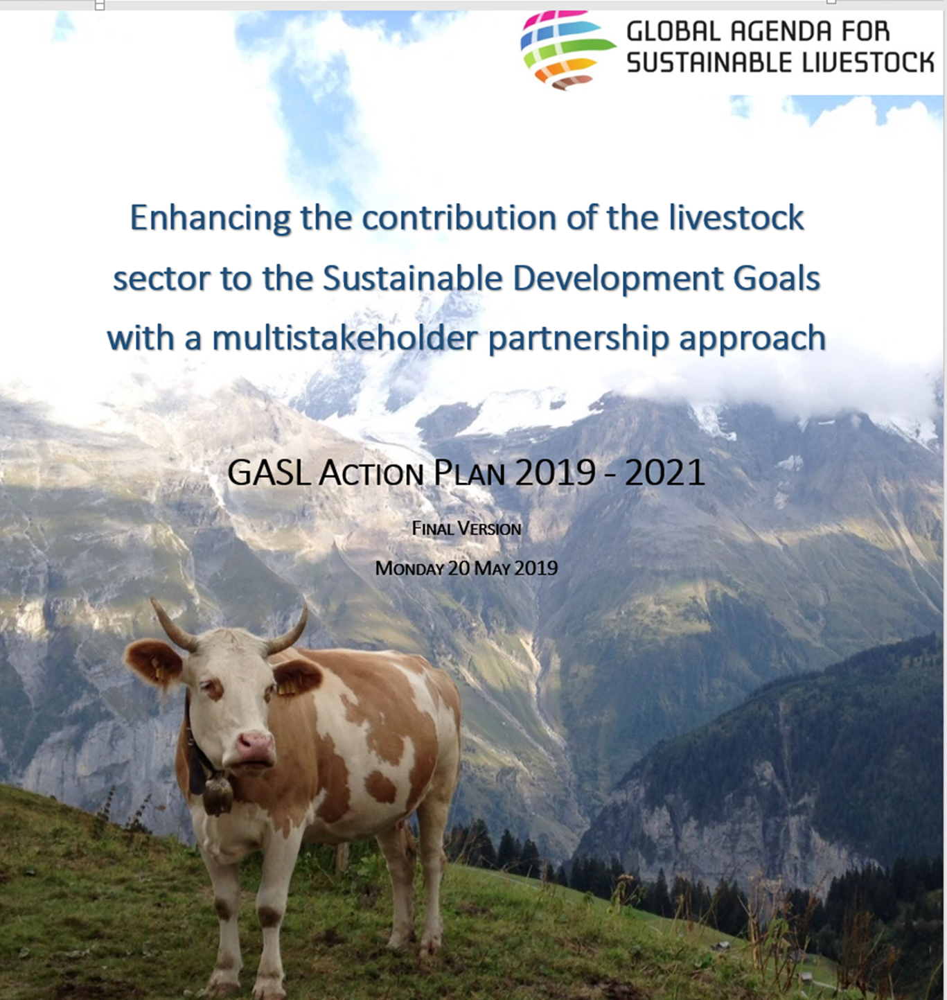 GLOBAL AGENDA FOR
SUSTAINABLE LIVESTOCK
Enhancing the contribution of the livestock
sector to the Sustainable Development Goals
with a multistakeholder partnership approach
GASL ACTION PLAN 2019 - 2021
FINAL VERSION
MONDAY 20 MAY 2019